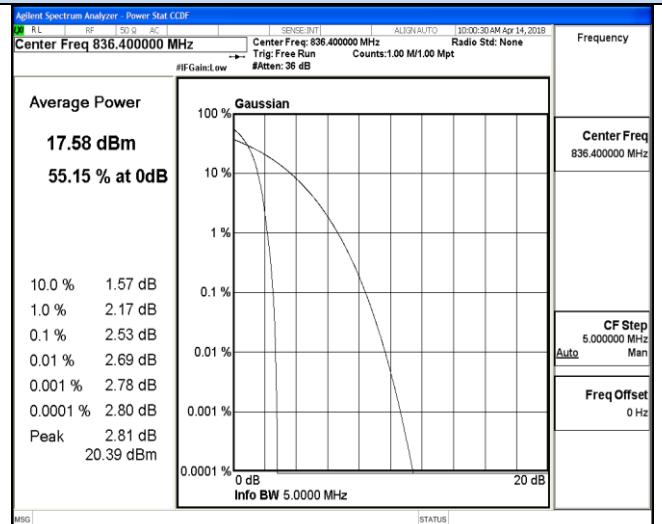 Agilent Spectrum Analyzer - Power Stat CCDF
RL RF 50 Ω AC SENSE:INT ALIGN AUTO 10:00:30 AM Apr 14, 2018
Center Freq 836.400000 MHz
Center Freq: 836.400000 MHz Radio Std: None
Trig: Free Run Counts:1.00 M/1.00 Mpt
#IFGain:Low #Atten: 36 dB
Frequency
Average Power
17.58 dBm
55.15 % at 0dB
10.0 % 1.57 dB
1.0 % 2.17 dB
0.1 % 2.53 dB
0.01 % 2.69 dB
0.001 % 2.78 dB
0.0001 % 2.80 dB
Peak 2.81 dB
20.39 dBm
Gaussian
100 %
10 %
1 %
0.1 %
0.01 %
0.001 %
0.0001 %
0 dB 20 dB
Info BW 5.0000 MHz
Center Freq
836.400000 MHz
CF Step
5.000000 MHz
Auto Man
Freq Offset
0 Hz
MSG STATUS